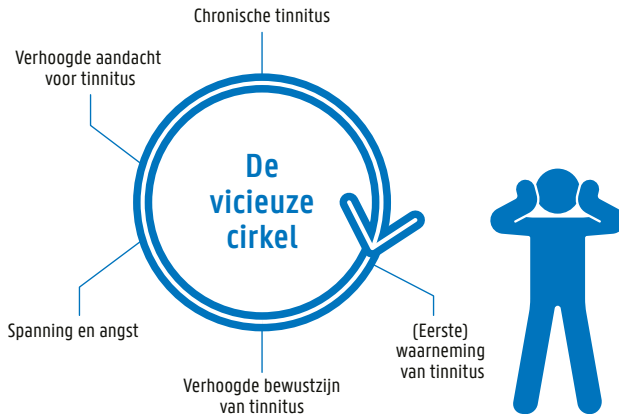 Chronische tinnitus
Verhoogde aandacht
voor tinnitus
De
vicieuze
cirkel
Spanning en angst
(Eerste)
waarneming
van tinnitus
Verhoogde bewustzijn
van tinnitus